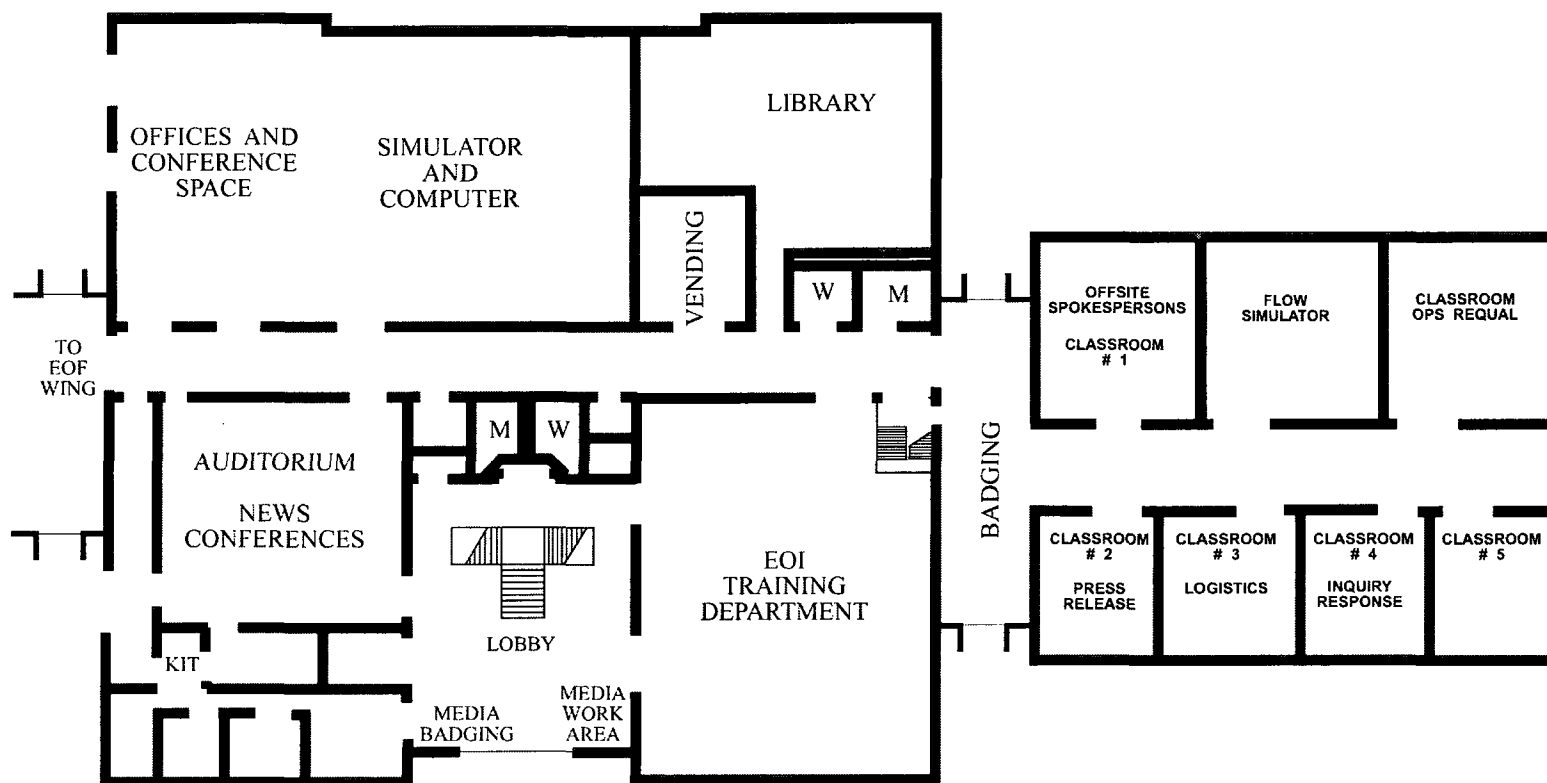 OFFICES AND
CONFERENCE
SPACE
SIMULATOR
AND
COMPUTER
LIBRARY
VENDING
W
M
OFFSITE
SPOKESPERSONS
CLASSROOM
# 1
FLOW
SIMULATOR
CLASSROOM
OPS REQUAL
TO
EOF
WING
AUDITORIUM
NEWS
CONFERENCES
M
W
LOBBY
EOI
TRAINING
DEPARTMENT
BADGING
CLASSROOM
# 2
PRESS
RELEASE
CLASSROOM
# 3
LOGISTICS
CLASSROOM
# 4
INQUIRY
RESPONSE
CLASSROOM
# 5
KIT
MEDIA
BADGING
MEDIA
WORK
AREA